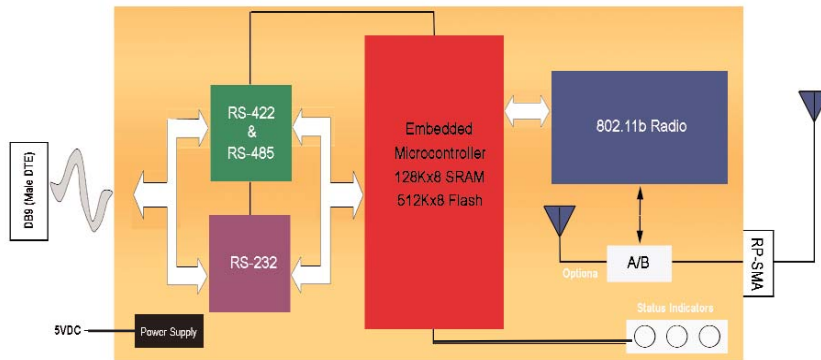 DB9 (Male DTE)
RS-422
&
RS-485
RS-232
5VDC
Power Supply
Embedded
Microcontroller
128Kx8 SRAM
512Kx8 Flash
802.11b Radio
Optiona
A/B
RP-SMA
Status Indicators